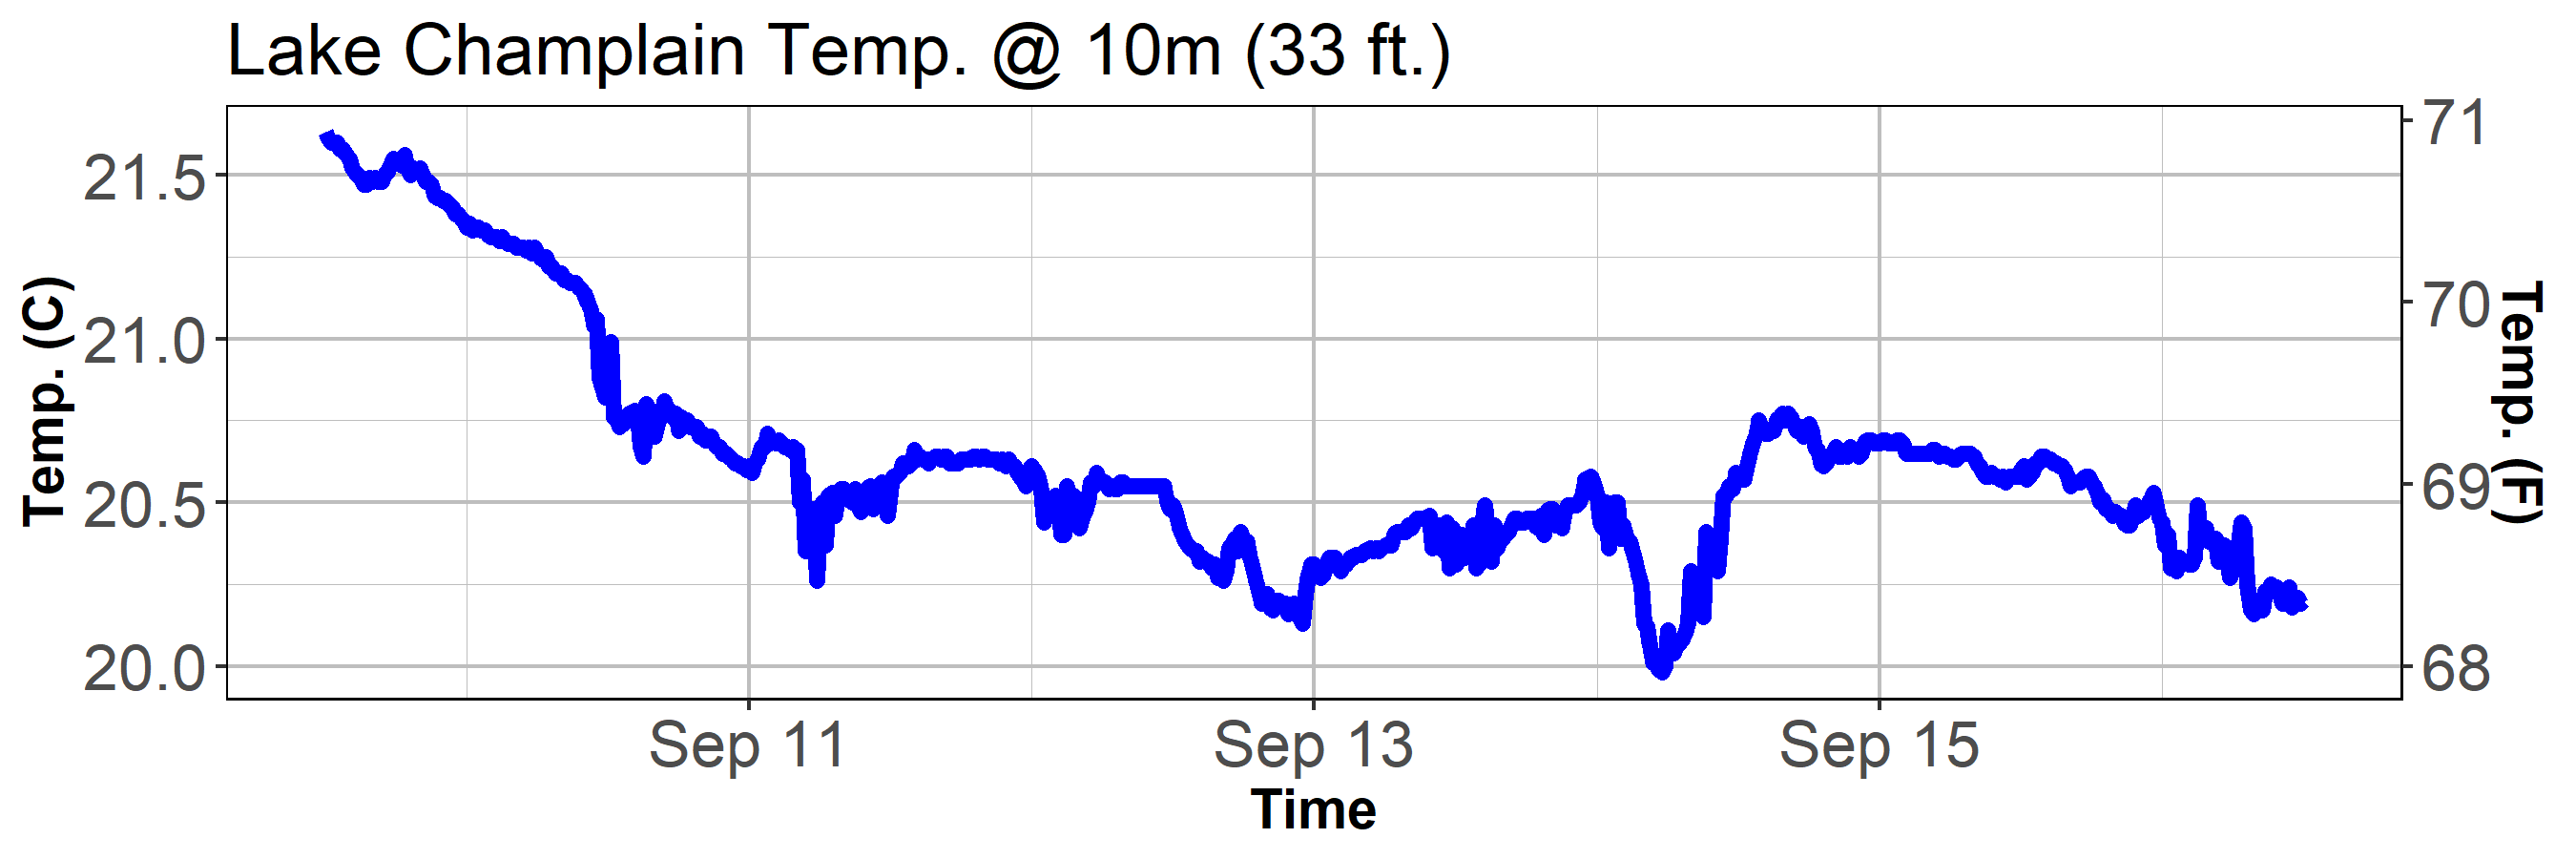 Lake Champlain Temp. @ 10m (33 ft.)
Temp. (C)
21.5
21.0
20.5
20.0
71
70
69
68
Temp. (F)
Sep 11
Sep 13
Sep 15
Time